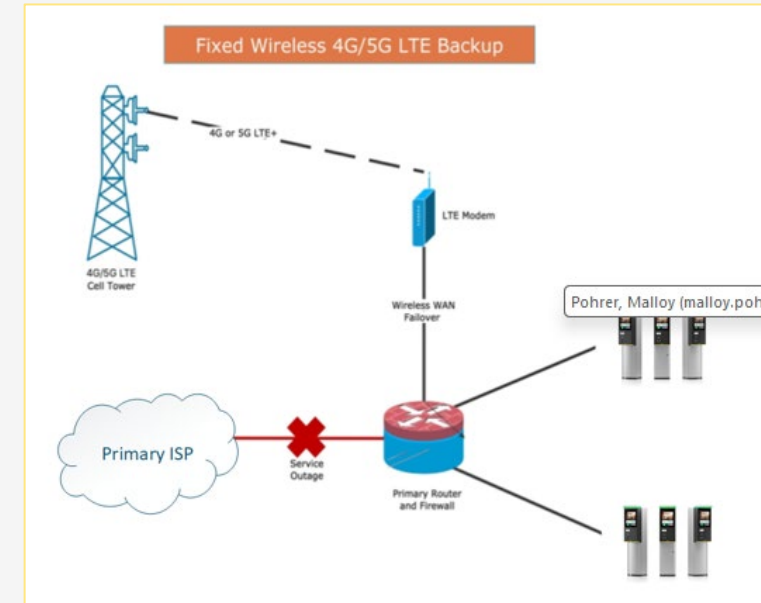 Fixed Wireless 4G/5G LTE Backup
4G or 5G LTE+
LTE Modem
4G/5G LTE
Cell Tower
Wireless WAN
Failover
Pohrer, Malloy (malloy.poh
Primary ISP
Service
Outage
Primary Router
and Firewall